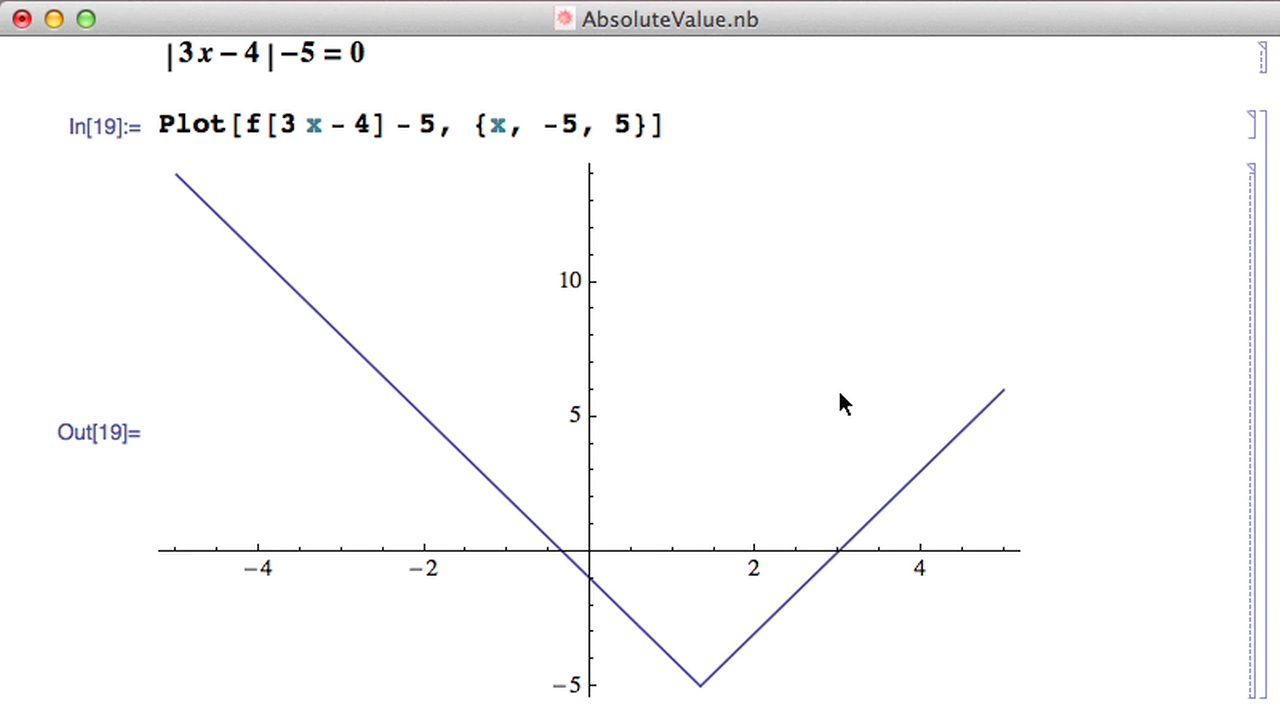 AbsoluteValue.nb
|3x − 4| − 5 = 0
In[19]:= Plot[f[3 x - 4] - 5, {x, -5, 5}]
10
5
Out[19]=
−4 −2 2 4
−5